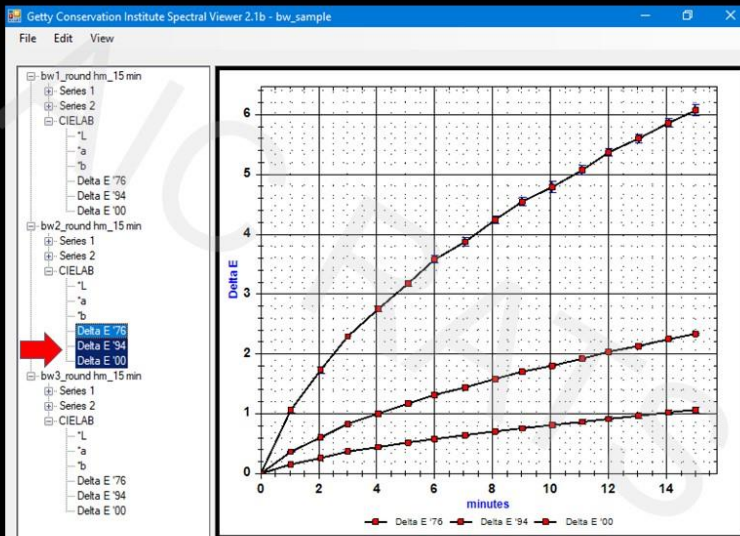 Getty Conservation Institute Spectral Viewer 2.1b - bw_sample
File Edit View
bw1_round hm_15 min
Series 1
Series 2
CIELAB
*L
*a
*b
Delta E '76
Delta E '94
Delta E '00
bw2_round hm_15 min
Series 1
Series 2
CIELAB
*L
*a
*b
Delta E '76
Delta E '94
Delta E '00
bw3_round hm_15 min
Series 1
Series 2
CIELAB
*L
*a
*b
Delta E '76
Delta E '94
Delta E '00
Delta E
6
5
4
3
2
1
0
0 2 4 6 8 10 12 14
minutes
Delta E '76 Delta E '94 Delta E '00